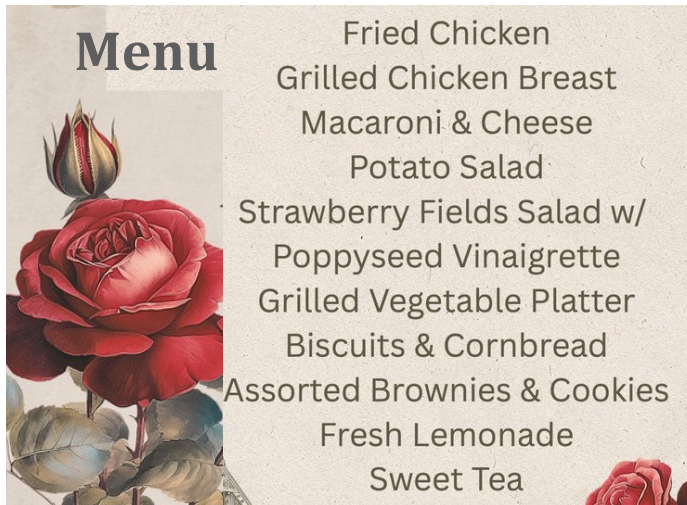 Menu
Fried Chicken
Grilled Chicken Breast
Macaroni & Cheese
Potato Salad
Strawberry Fields Salad w/
Poppyseed Vinaigrette
Grilled Vegetable Platter
Biscuits & Cornbread
Assorted Brownies & Cookies
Fresh Lemonade
Sweet Tea